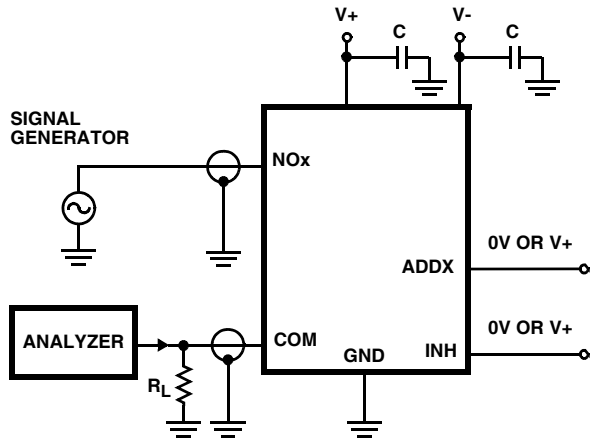 V+
C
V-
C
SIGNAL
GENERATOR
NOx
0V OR V+
ADDX
0V OR V+
ANALYZER
COM
GND
INH
RL